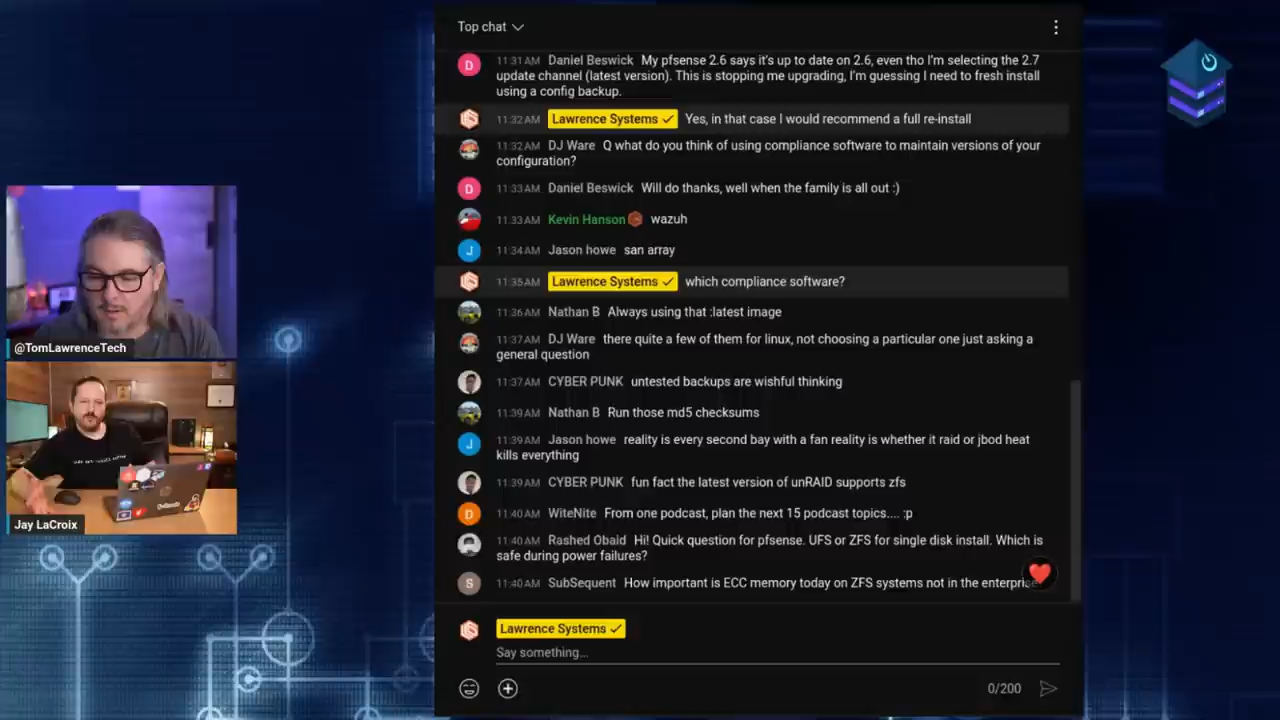 Top chat
11:31 AM Daniel Beswick My pfsense 2.6 says it's up to date on 2.6, even tho I'm selecting the 2.7
update channel (latest version). This is stopping me upgrading, I'm guessing I need to fresh install
using a config backup.
11:32 AM Lawrence Systems Yes, in that case I would recommend a full re-install
11:32 AM DJ Ware Q what do you think of using compliance software to maintain versions of your
configuration?
D 11:33 AM Daniel Beswick Will do thanks, well when the family is all out :)
11:33 AM Kevin Hanson wazuh
J 11:34 AM Jason howe san array
11:35 AM Lawrence Systems which compliance software?
11:36 AM Nathan B Always using that :latest image
11:37 AM DJ Ware there quite a few of them for linux, not choosing a particular one just asking a
general question
11:37 AM CYBER PUNK untested backups are wishful thinking
11:39 AM Nathan B Run those md5 checksums
J 11:39 AM Jason howe reality is every second bay with a fan reality is whether it raid or jbod heat
kills everything
11:39 AM CYBER PUNK fun fact the latest version of unRAID supports zfs
D 11:40 AM WiteNite From one podcast, plan the next 15 podcast topics.... :p
11:40 AM Rashed Obaid Hi! Quick question for pfsense. UFS or ZFS for single disk install. Which is
safe during power failures?
S 11:40 AM SubSequent How important is ECC memory today on ZFS systems not in the enterprise
Lawrence Systems
Say something...
0/200
@TomLawrenceTech
Jay LaCroix